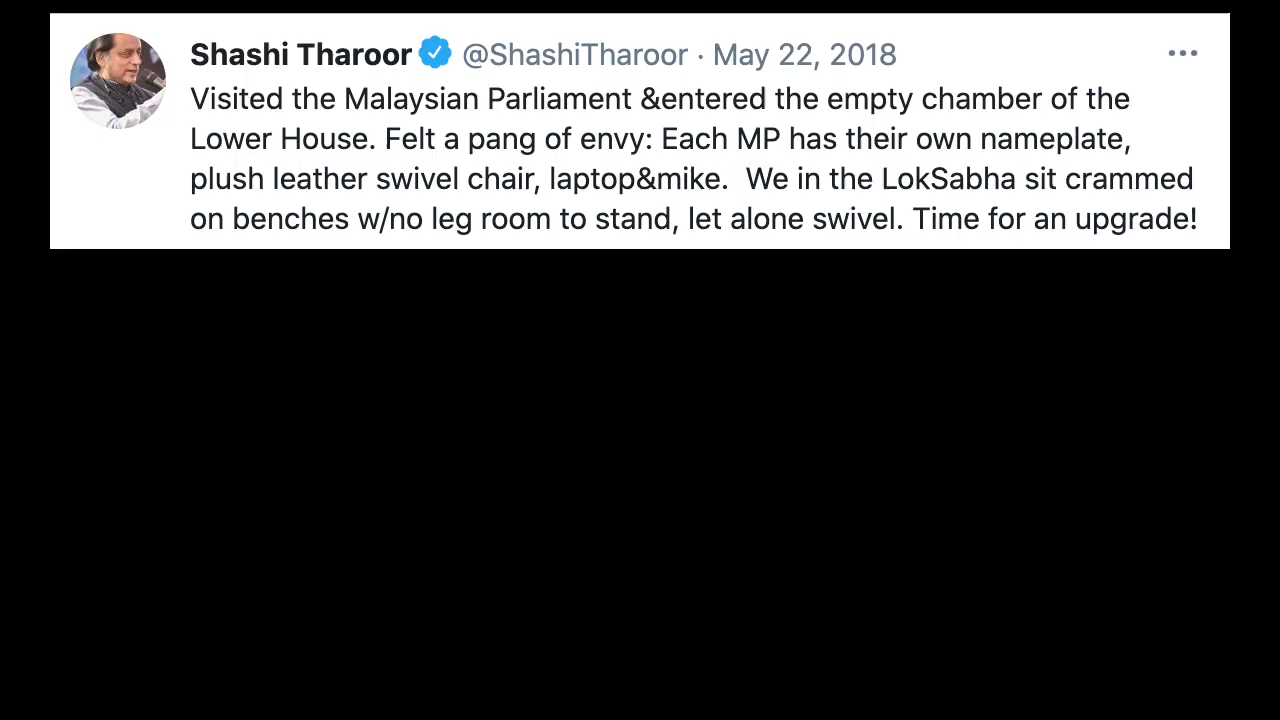 Shashi Tharoor @ShashiTharoor · May 22, 2018
Visited the Malaysian Parliament &entered the empty chamber of the
Lower House. Felt a pang of envy: Each MP has their own nameplate,
plush leather swivel chair, laptop&mike.  We in the LokSabha sit crammed
on benches w/no leg room to stand, let alone swivel. Time for an upgrade!